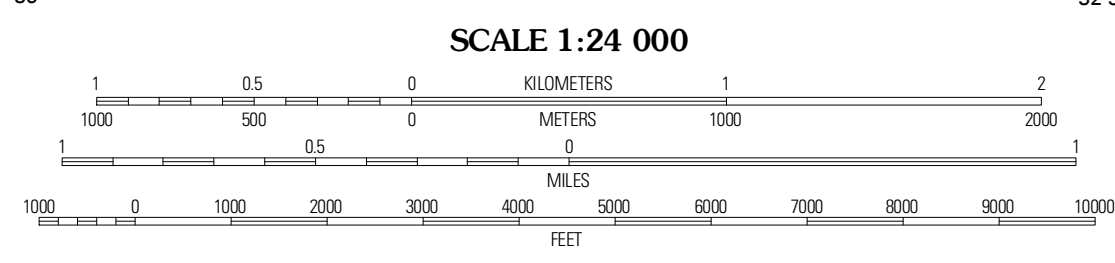 SCALE 1:24 000
1 0.5 0 KILOMETERS 1 2
1000 500 0 METERS 1000 2000
1 0.5 0 1
MILES
1000 0 1000 2000 3000 4000 5000 6000 7000 8000 9000 10000
FEET